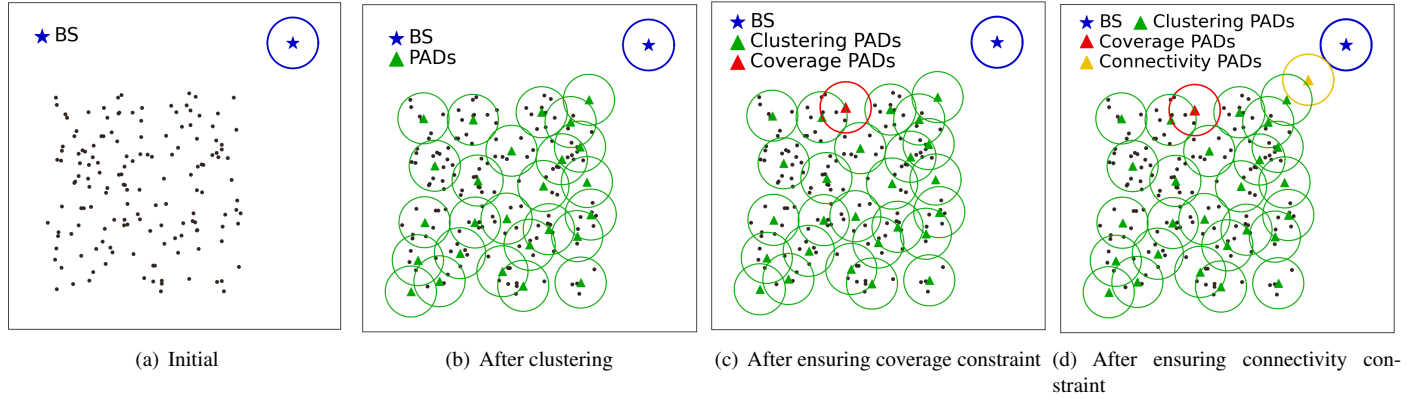 BS
BS
PADs
BS
Clustering PADs
Coverage PADs
BS Clustering PADs
Coverage PADs
Connectivity PADs
(a) Initial
(b) After clustering
(c) After ensuring coverage constraint
(d) After ensuring connectivity con-
straint